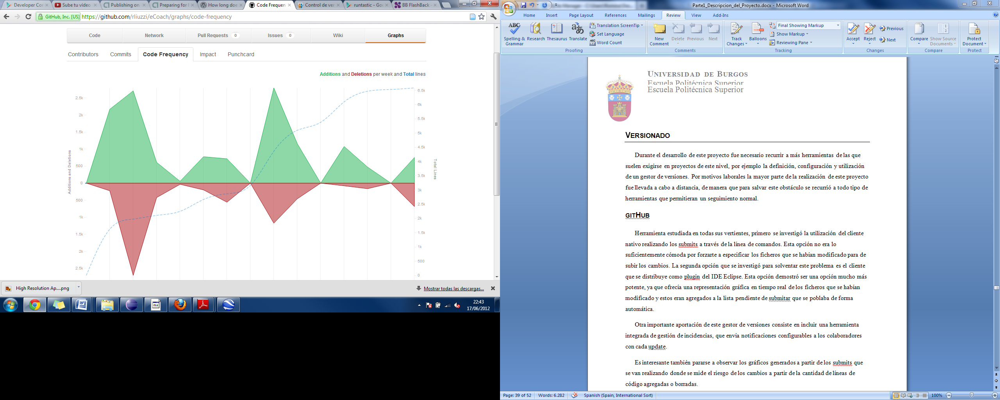 Developer Con
Sube tu vídeo
Publishing on
Preparing for
How long doe
Code Frequen
Control de ver
runtastic - Go
BB FlashBack -
GitHub, Inc. [US] https://github.com/rliuzzi/eCoach/graphs/code-frequency
Code Network Pull Requests 0 Issues 0 Wiki Graphs
Contributors Commits Code Frequency Impact Punchcard
Additions and Deletions per week and Total lines
2.5k
2k
1.5k
1k
500
0
500
1k
1.5k
2k
2.5k
Additions and Deletions
6.5k
6k
5.5k
5k
4.5k
4k
3.5k
3k
2.5k
2k
1.5k
1k
500
0
Total Lines
High Resolution Ap....png
Mostrar todas las descargas...
22:43
17/06/2012
Parte1_Descripcion_del_Proyecto.docx - Microsoft Word
Home Insert Page Layout References Mailings Review View Add-Ins
Spelling & Grammar
Research
Thesaurus
Translate
Translation ScreenTip
Set Language
Word Count
Proofing
New Comment
Delete
Previous
Next
Comments
Track Changes
Balloons
Final Showing Markup
Show Markup
Reviewing Pane
Tracking
Accept
Reject
Previous
Next
Changes
Compare
Show Source Documents
Compare
Protect Document
Protect
UNIVERSIDAD DE BURGOS
Escuela Politécnica Superior
Escuela Politécnica Superior
VERSIONADO
Durante el desarrollo de este proyecto fue necesario recurrir a más herramientas de las que
suelen exigirse en proyectos de este nivel, por ejemplo la definición, configuración y utilización
de un gestor de versiones. Por motivos laborales la mayor parte de la realización de este proyecto
fue llevada a cabo a distancia, de manera que para salvar este obstáculo se recurrió a todo tipo de
herramientas que permitieran un seguimiento normal.
GITHUB
Herramienta estudiada en todas sus vertientes, primero se investigó la utilización del cliente
nativo realizando los submits a través de la línea de comandos. Esta opción no era lo
suficientemente cómoda por forzarte a especificar los ficheros que se habían modificado para de
subir los cambios. La segunda opción que se investigó para solventar este problema es el cliente
que se distribuye como plugin del IDE Eclipse. Esta opción demostró ser una opción mucho más
potente, ya que ofrecía una representación gráfica en tiempo real de los ficheros que se habían
modificado y estos eran agregados a la lista pendiente de submitar que se poblaba de forma
automática.
Otra importante aportación de este gestor de versiones consiste en incluir una herramienta
integrada de gestión de incidencias, que envía notificaciones configurables a los colaboradores
con cada update.
Es interesante también pararse a observar los gráficos generados a partir de los submits que
se van realizando donde se mide el riesgo de los cambios a partir de la cantidad de líneas de
código agregadas o borradas.
Page: 39 of 52 Words: 6.282 Spanish (Spain, International Sort) 100%